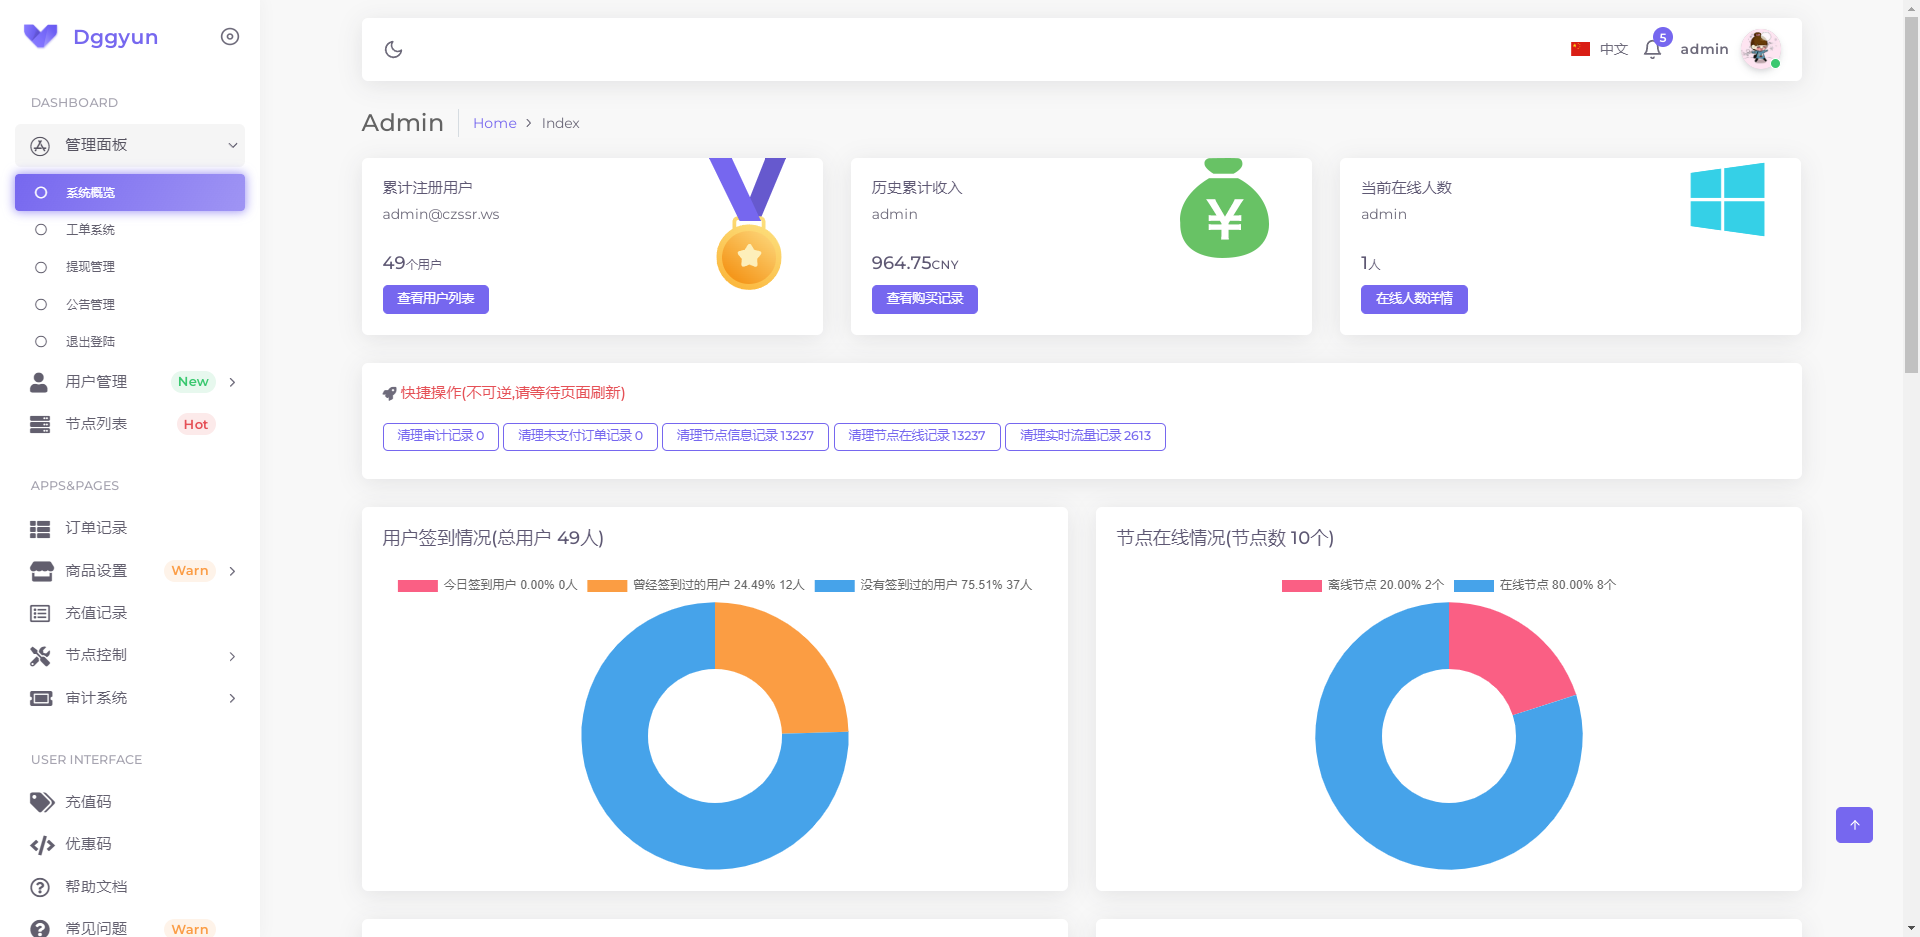 Dggyun
DASHBOARD
管理面板
系统概览
工单系统
提现管理
公告管理
退出登陆
用户管理 New
节点列表 Hot
APPS&PAGES
订单记录
商品设置 Warn
充值记录
节点控制
审计系统
USER INTERFACE
充值码
优惠码
帮助文档
常见问题 Warn
中文 5 admin
Admin Home > Index
累计注册用户
admin@czssr.ws
49个用户
查看用户列表
历史累计收入
admin
¥
964.75CNY
查看购买记录
当前在线人数
admin
1人
在线人数详情
快捷操作(不可逆,请等待页面刷新)
清理审计记录 0 清理未支付订单记录 0 清理节点信息记录 13237 清理节点在线记录 13237 清理实时流量记录 2613
用户签到情况(总用户 49人)
今日签到用户 0.00% 0人 曾经签到过的用户 24.49% 12人 没有签到过的用户 75.51% 37人
节点在线情况(节点数 10个)
离线节点 20.00% 2个 在线节点 80.00% 8个